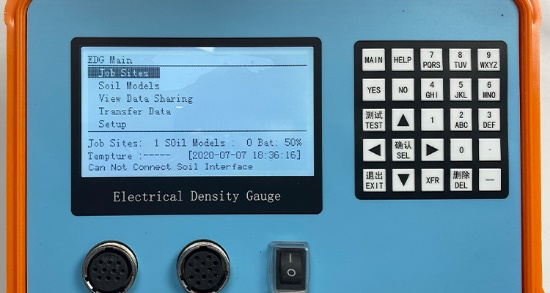 EDG Main
Job Sites
Soil Models
View Data Sharing
Transfer Data
Setup
Job Sites: 1 SOil Models : 0 Bat: 50%
Tempture :----- [2020-07-07 18:36:16]
Can Not Connect Soil Interface
Electrical Density Gauge
MAIN HELP 7 PQRS 8 TUV 9 WXYZ
YES NO 4 GHI 5 JKL 6 MNO
测试 TEST ▲ 1 2 ABC 3 DEF
◀ 确认 SEL ▶ 0 .
退出 EXIT ▼ XFR 删除 DEL —